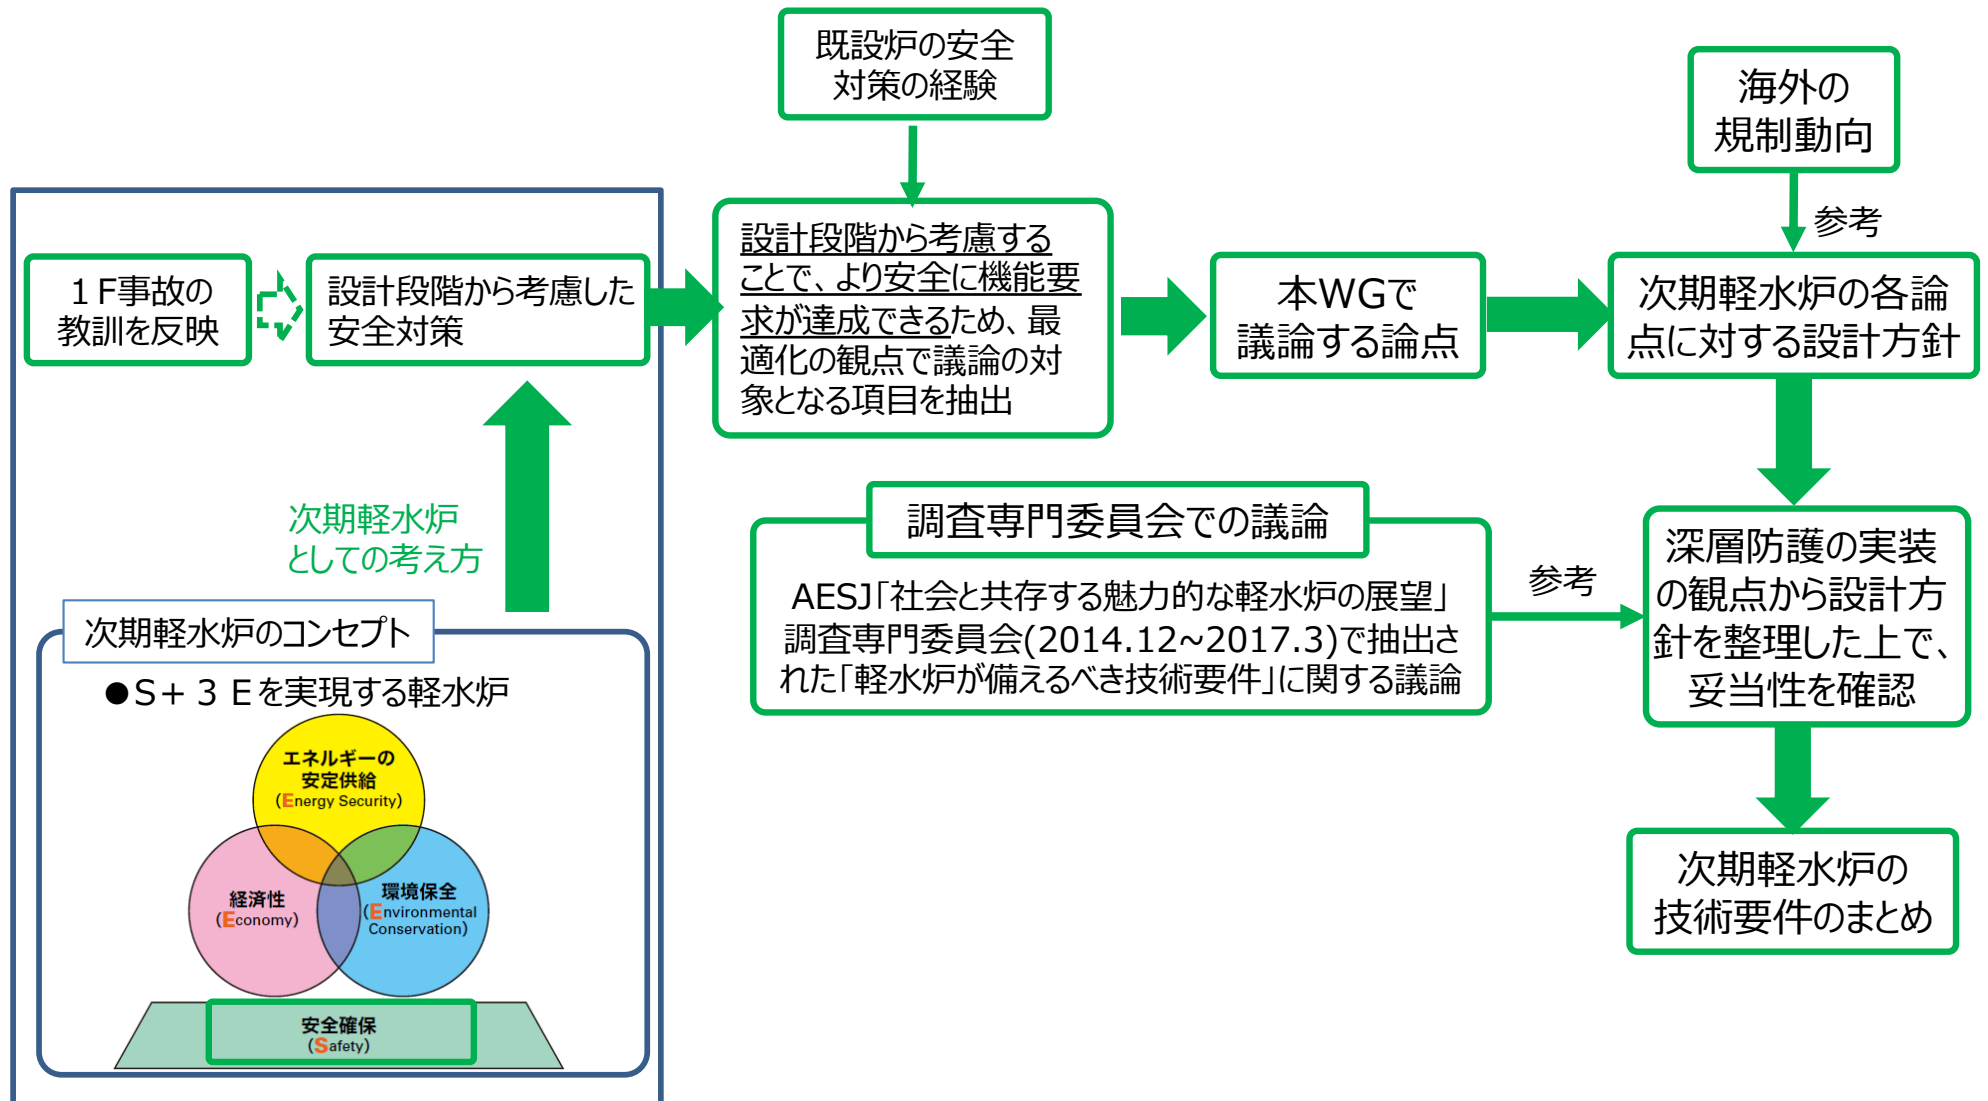 既設炉の安全
対策の経験
海外の
規制動向
参考
１F事故の
教訓を反映
設計段階から考慮した
安全対策
設計段階から考慮する
ことで、より安全に機能要
求が達成できるため、最
適化の観点で議論の対
象となる項目を抽出
本WGで
議論する論点
次期軽水炉の各論
点に対する設計方針
次期軽水炉
としての考え方
調査専門委員会での議論
AESJ「社会と共存する魅力的な軽水炉の展望」
調査専門委員会(2014.12~2017.3)で抽出さ
れた「軽水炉が備えるべき技術要件」に関する議論
参考
深層防護の実装
の観点から設計方
針を整理した上で、
妥当性を確認
次期軽水炉のコンセプト
●S+３Eを実現する軽水炉
エネルギーの
安定供給
(Energy Security)
経済性
(Economy)
環境保全
(Environmental
Conservation)
安全確保
(Safety)
次期軽水炉の
技術要件のまとめ